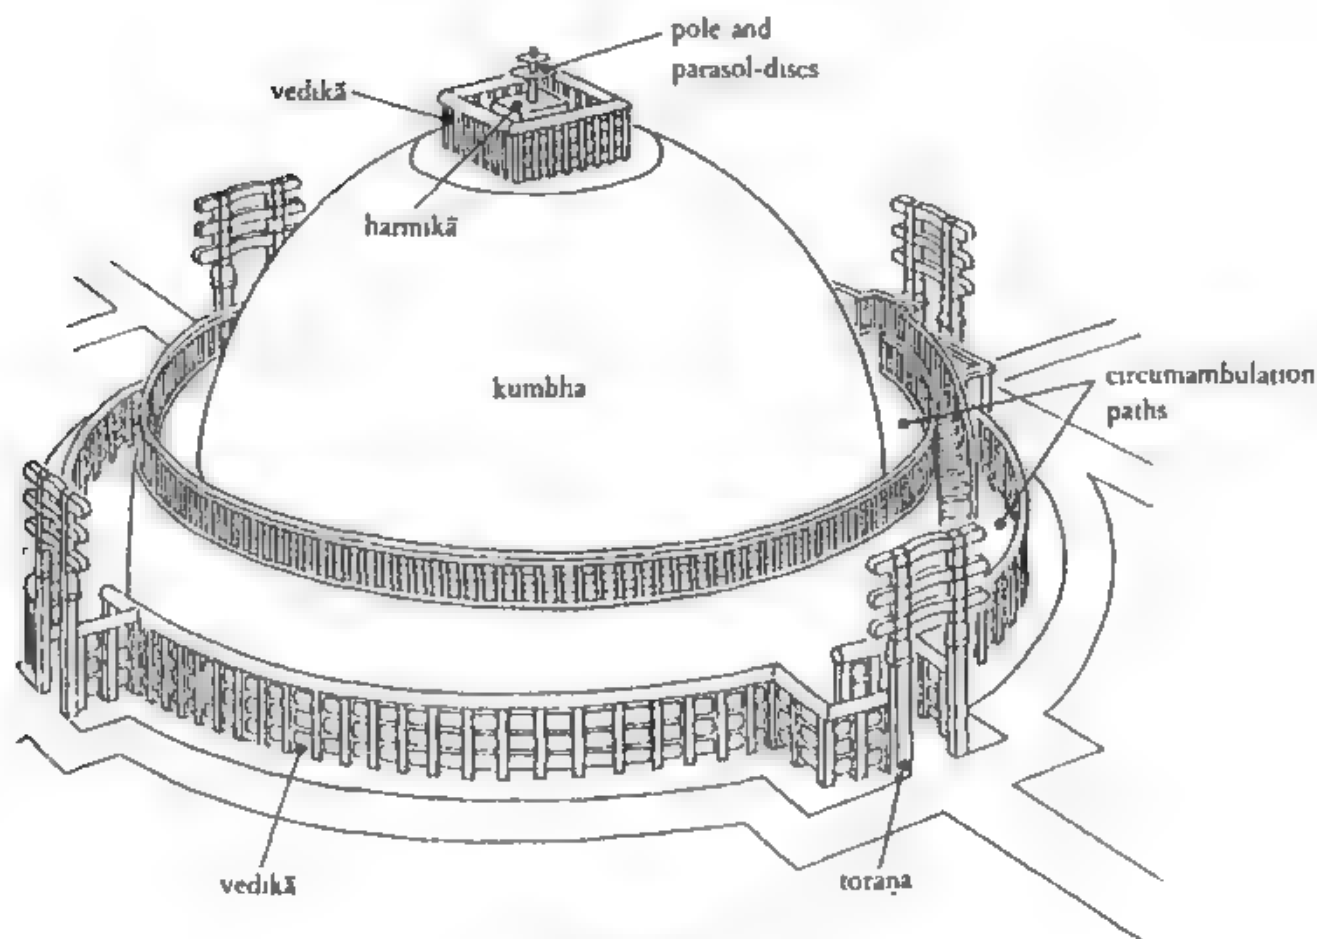 pole and
parasol-discs
vedikā
harmikā
kumbha
circumambulation
paths
vedikā
toraṇa